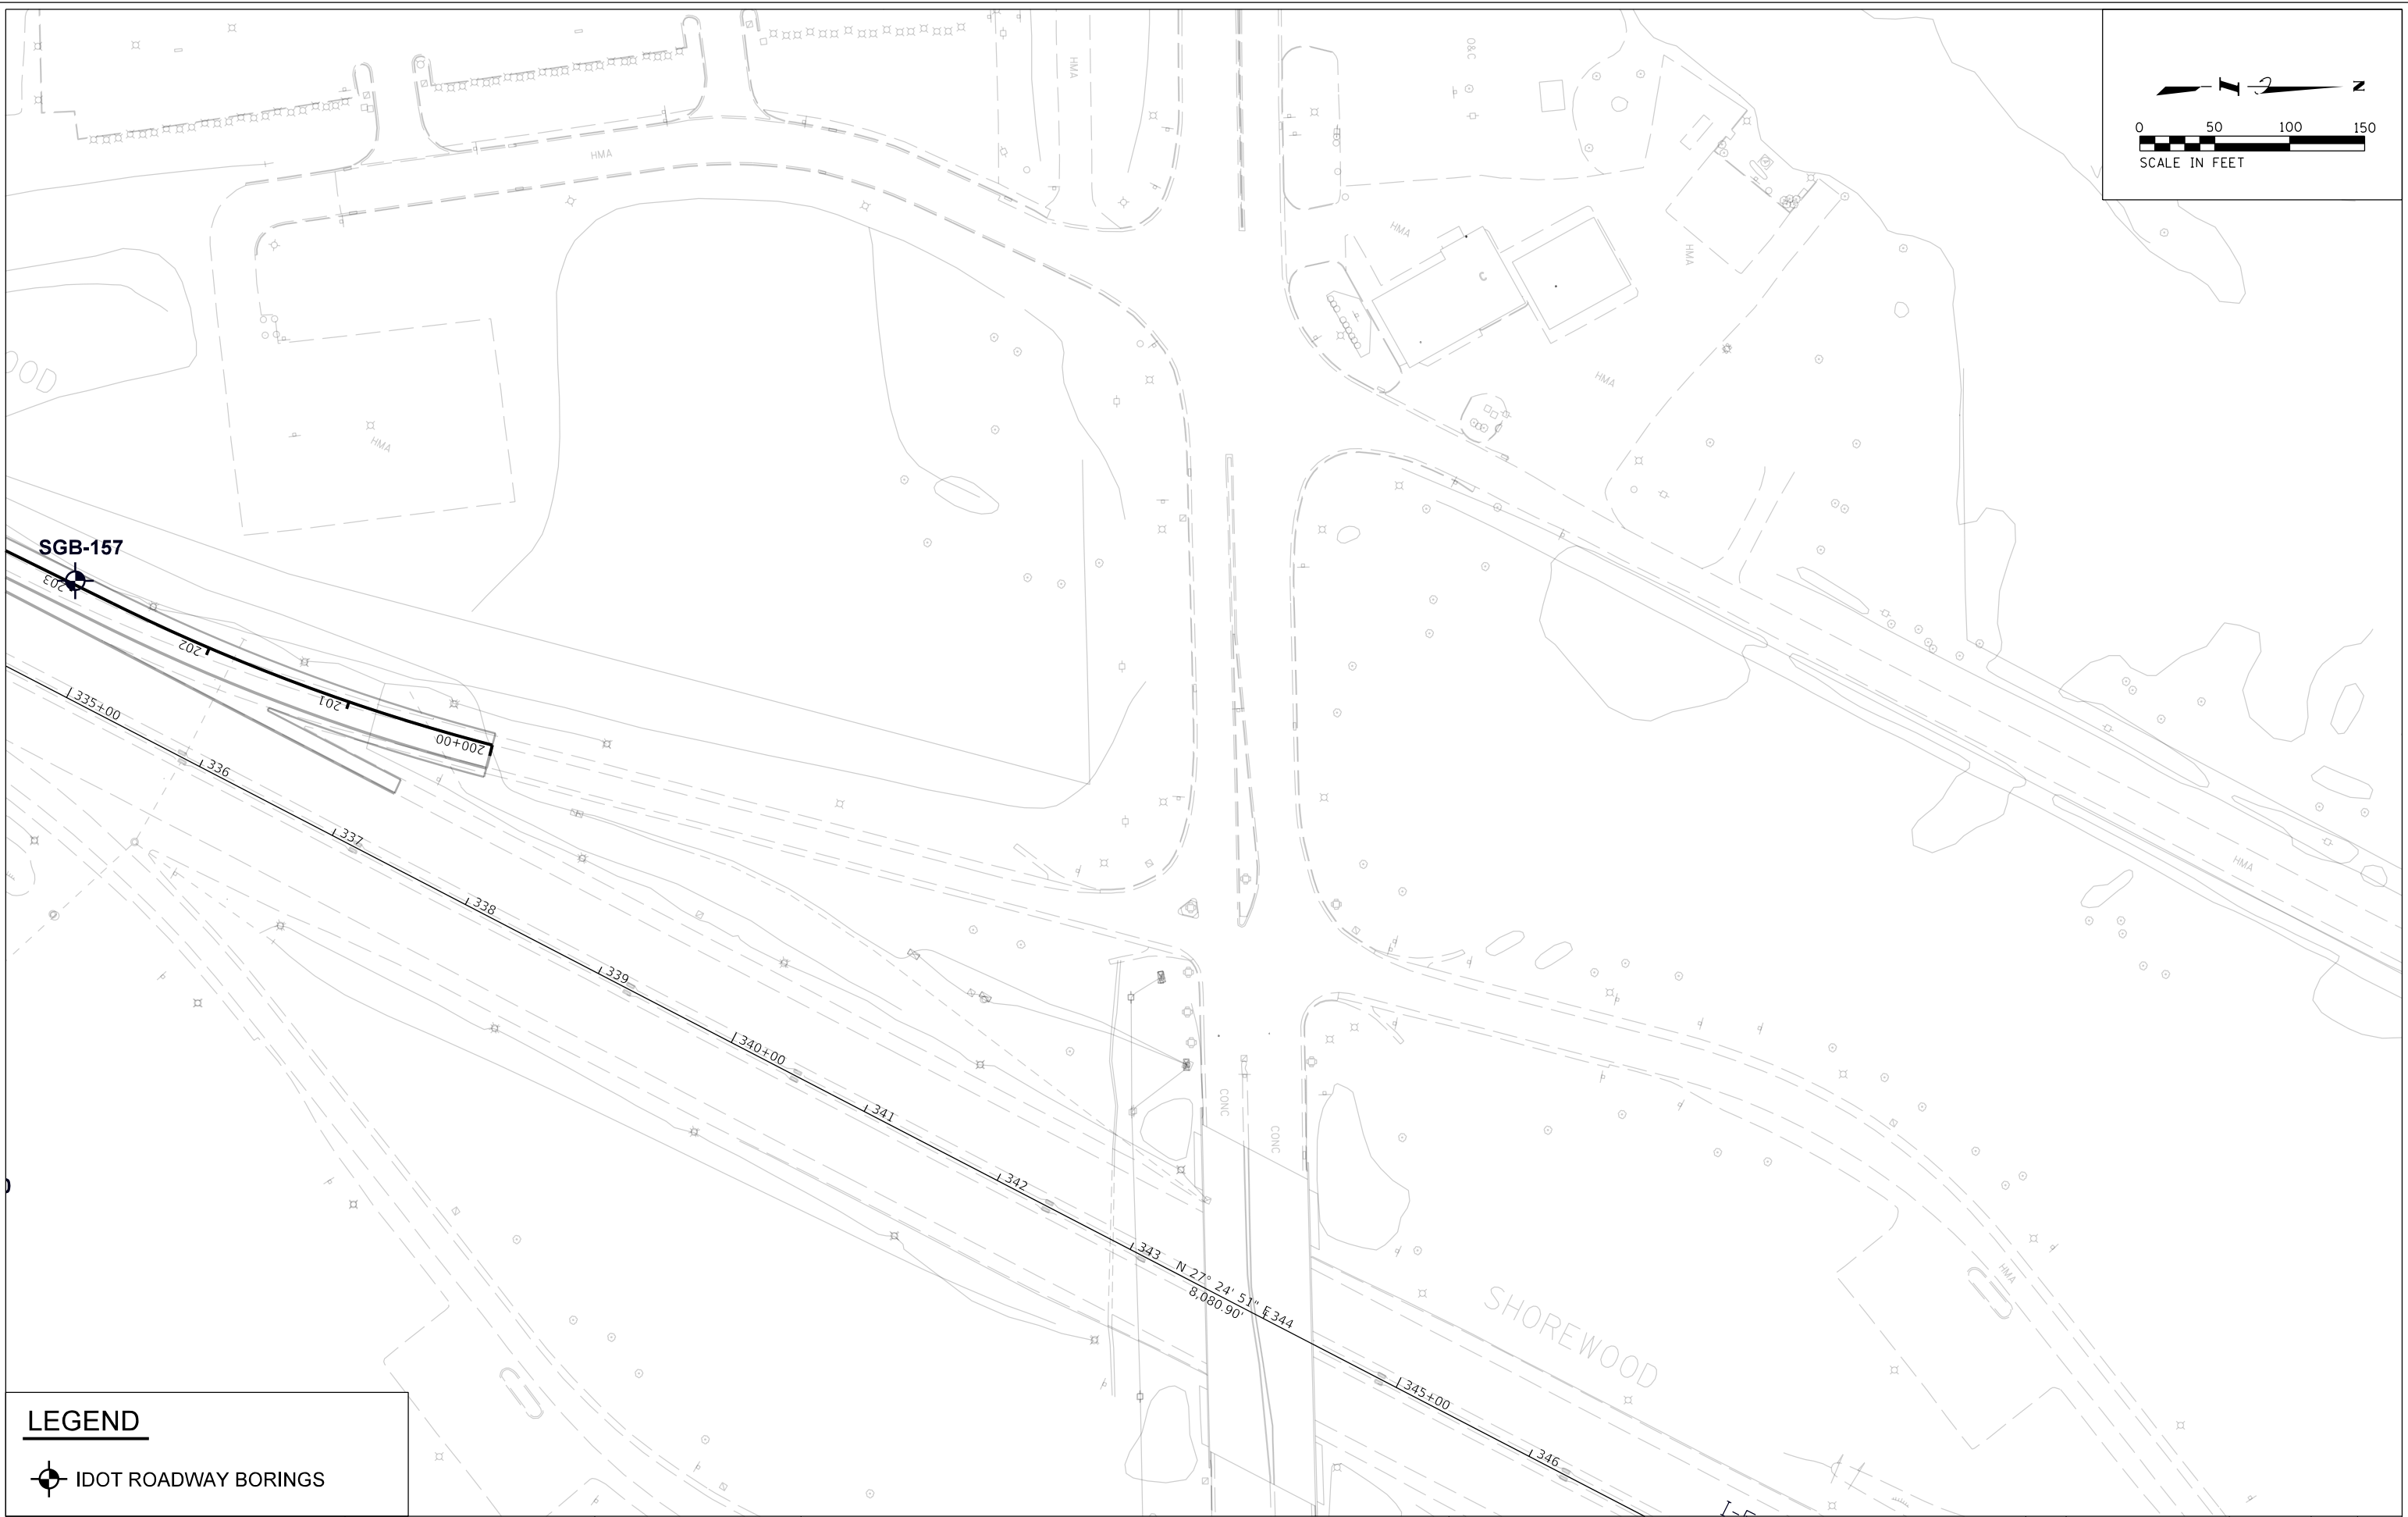 O&C
HMA
N
0 50 100 150
SCALE IN FEET
HMA
HMA
HMA
C
HMA
OOD
HMA
SGB-157
203
202
201
200+00
335+00
336
337
338
339
340+00
341
342
343
N 27° 24' 51" E
8,080.90'
344
345+00
346
HMA
CONC
CONC
HMA
SHOREWOOD
LEGEND
IDOT ROADWAY BORINGS